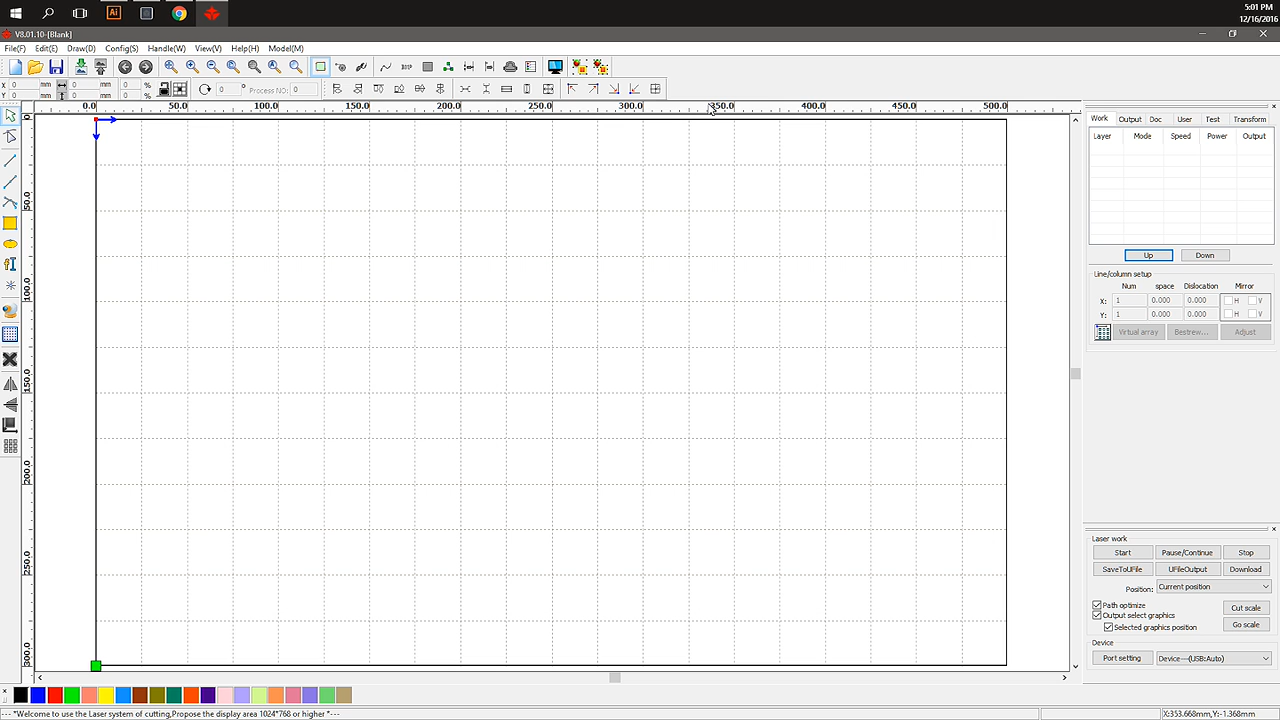 Ai
5:01 PM
12/16/2016
V8.01.10-[Blank]
File(F) Edit(E) Draw(D) Config(S) Handle(W) View(V) Help(H) Model(M)
X 0 mm 0 mm 0 % 0 ° Process NO: 0
Y 0 mm 0 mm 0 %
0.0 50.0 100.0 150.0 200.0 250.0 300.0 350.0 400.0 450.0 500.0
0
50.0
100.0
150.0
200.0
250.0
300.0
Work Output Doc User Test Transform
Layer Mode Speed Power Output
Up Down
Line/column setup
Num space Dislocation Mirror
X: 1 0.000 0.000 H V
Y: 1 0.000 0.000 H V
Virtual array Bestrew... Adjust
Laser work
Start Pause/Continue Stop
SaveToUFile UFileOutput Download
Position: Current position
Path optimize
Output select graphics
Selected graphics position
Cut scale
Go scale
Device
Port setting Device---(USB:Auto)
*Welcome to use the Laser system of cutting,Propose the display area 1024*768 or higher *---
X:353.668mm,Y:-1.368mm